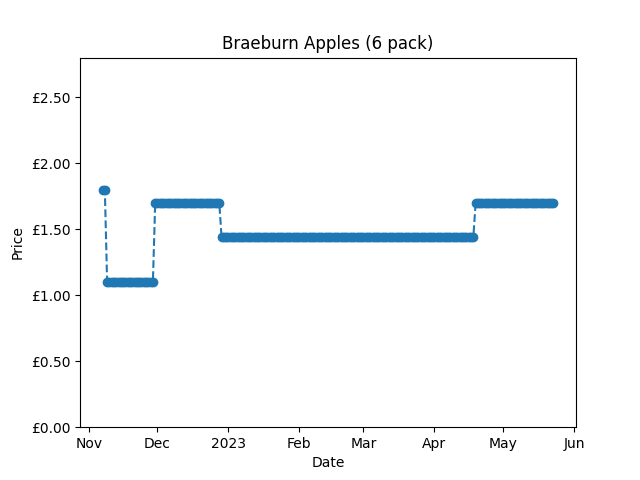 Braeburn Apples (6 pack)
£2.50
£2.00
£1.50
£1.00
£0.50
£0.00
Price
Nov Dec 2023 Feb Mar Apr May Jun
Date